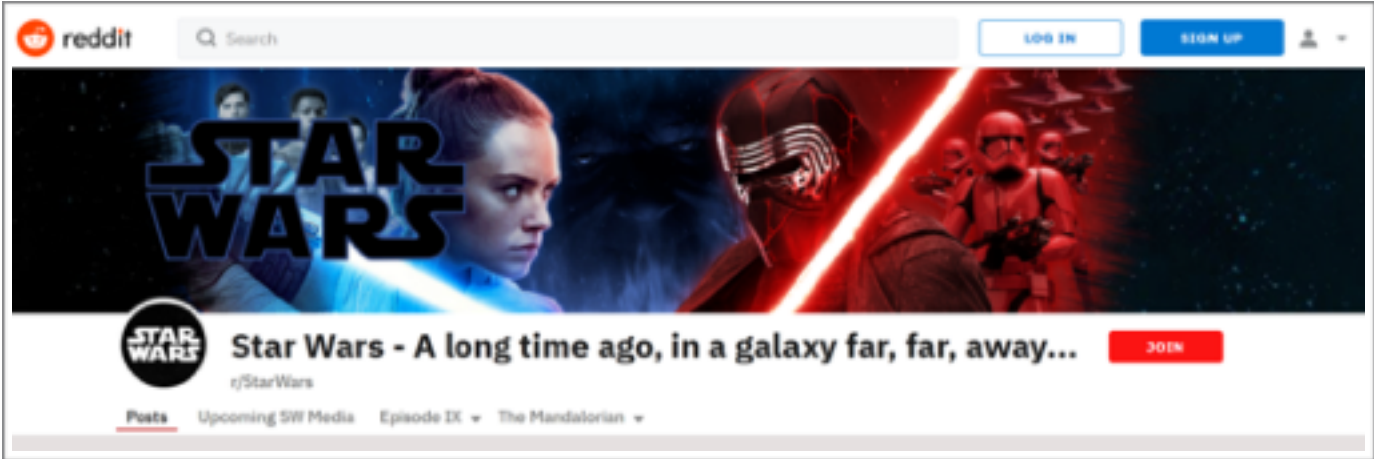 reddit Search LOG IN SIGN UP
STAR
WARS
STAR
WARS
Star Wars - A long time ago, in a galaxy far, far, away... JOIN
r/StarWars
Posts Upcoming SW Media Episode IX The Mandalorian